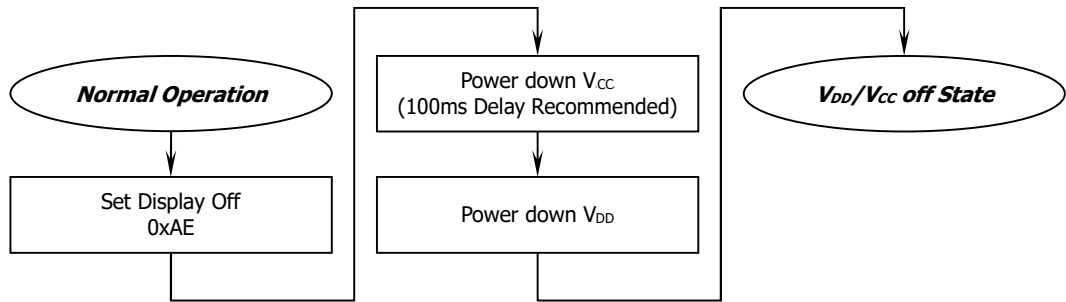 Normal Operation
Set Display Off
0xAE
Power down VCC
(100ms Delay Recommended)
Power down VDD
VDD/VCC off State